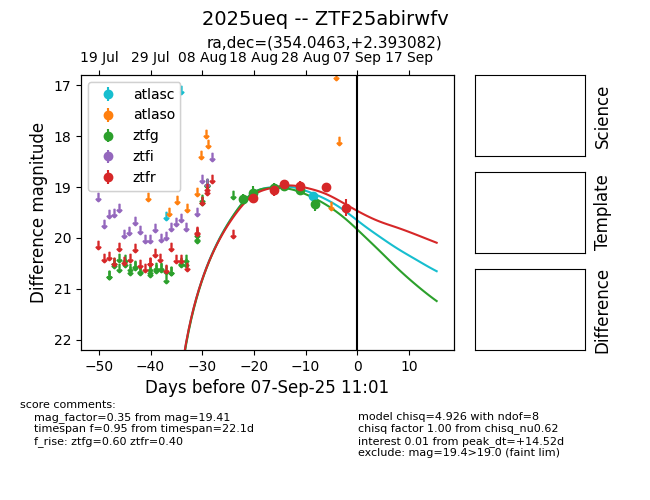 2025ueq -- ZTF25abirwfv
ra,dec=(354.0463,+2.393082)
19 Jul 29 Jul 08 Aug 18 Aug 28 Aug 07 Sep 17 Sep
atlasc
atlaso
ztfg
ztfi
ztfr
17
18
19
20
21
22
Difference magnitude
−50 −40 −30 −20 −10 0 10
Days before 07-Sep-25 11:01
Science
Template
Difference
score comments:
mag_factor=0.35 from mag=19.41
timespan f=0.95 from timespan=22.1d
f_rise: ztfg=0.60 ztfr=0.40
model chisq=4.926 with ndof=8
chisq factor 1.00 from chisq_nu0.62
interest 0.01 from peak_dt=+14.52d
exclude: mag=19.4>19.0 (faint lim)